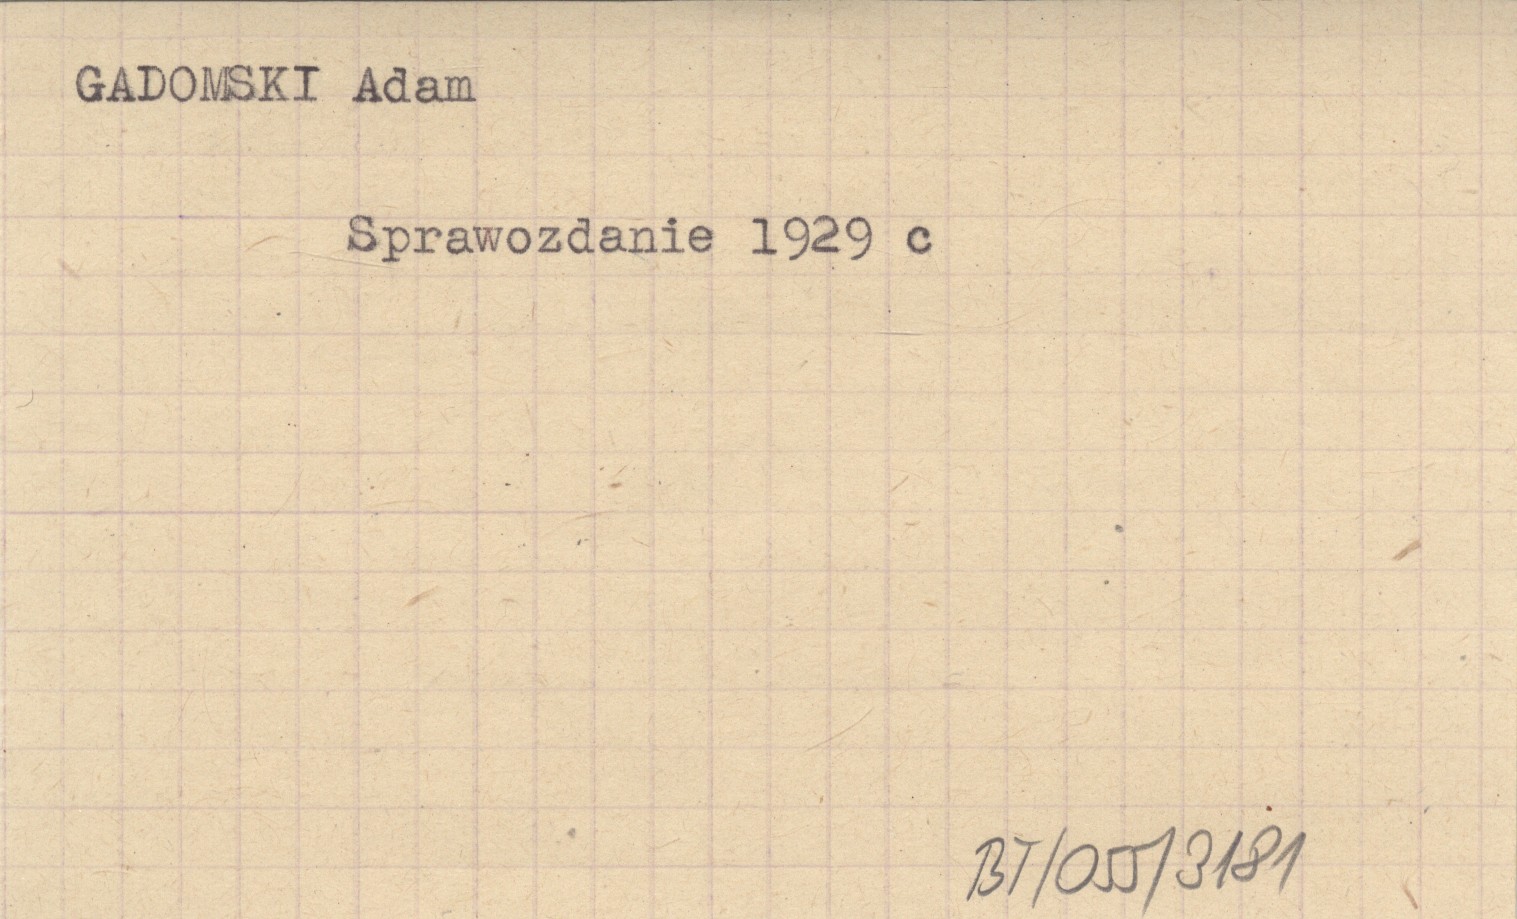 GADOMSKI Adam
Sprawozdanie 1929 c
BT/055/3181